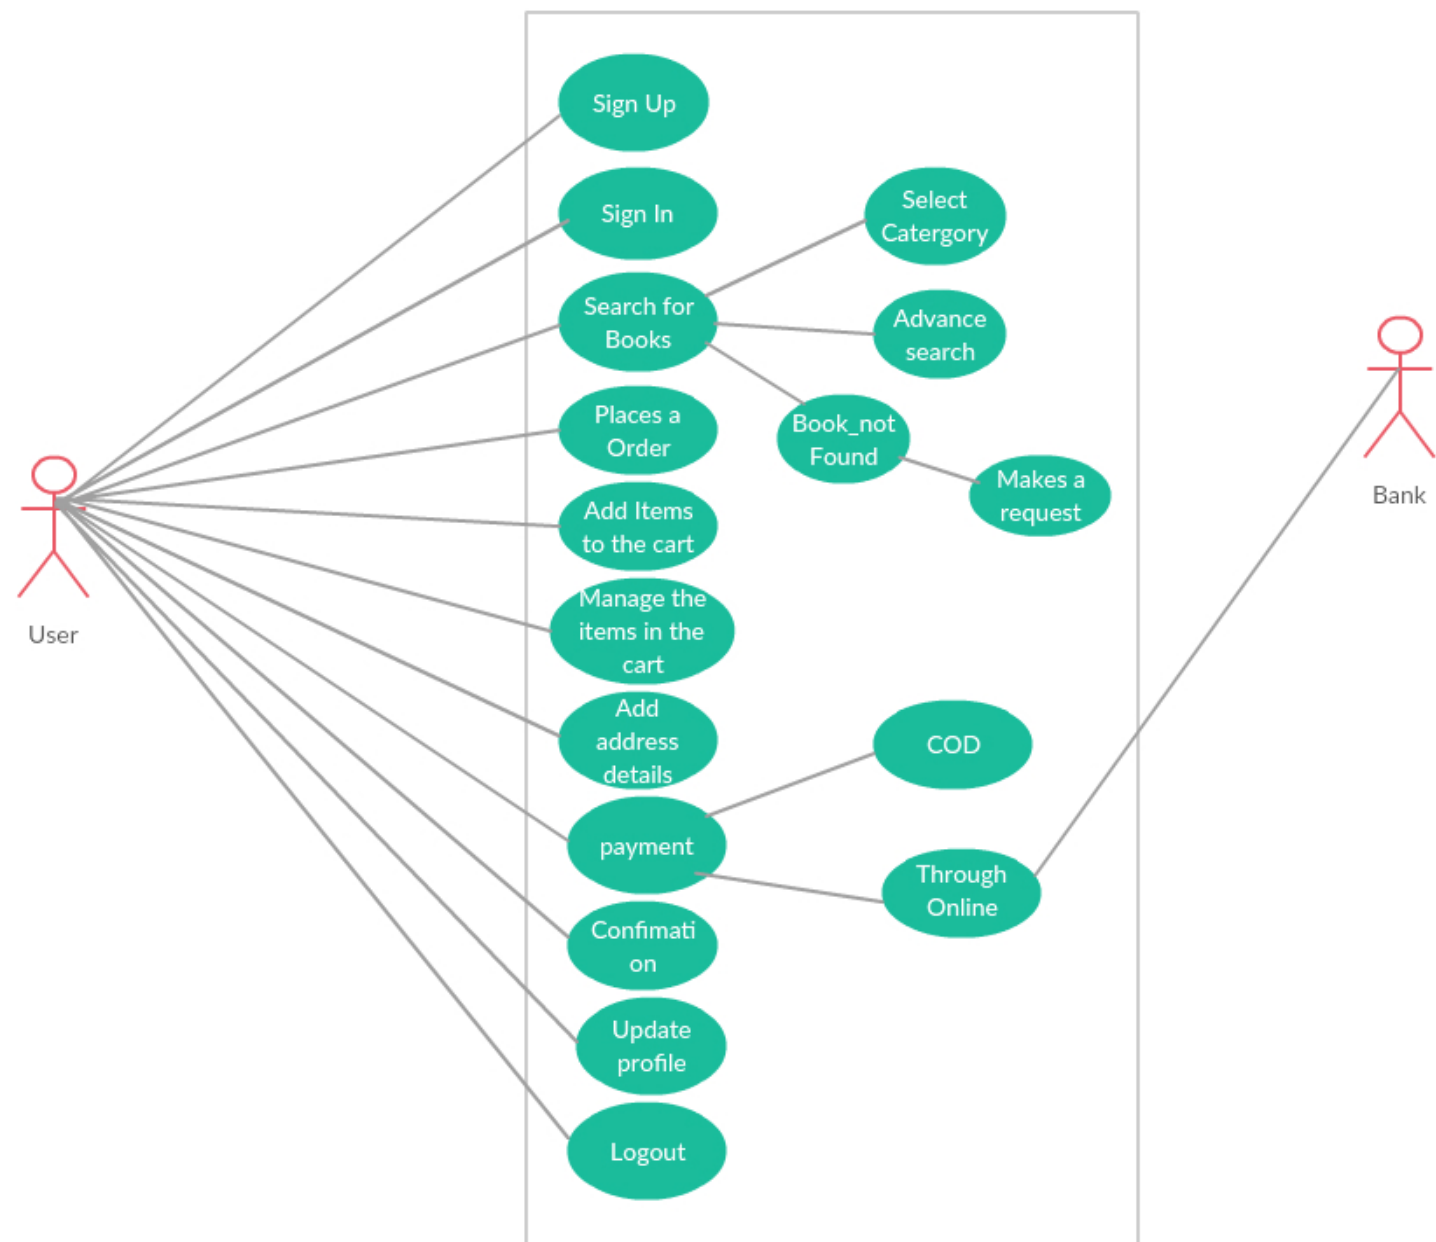 Sign Up
Sign In
Select
Catergory
Search for
Books
Advance
search
Places a
Order
Book_not
Found
Makes a
request
Bank
Add Items
to the cart
User
Manage the
items in the
cart
Add
address
details
COD
payment
Through
Online
Confimati
on
Update
profile
Logout